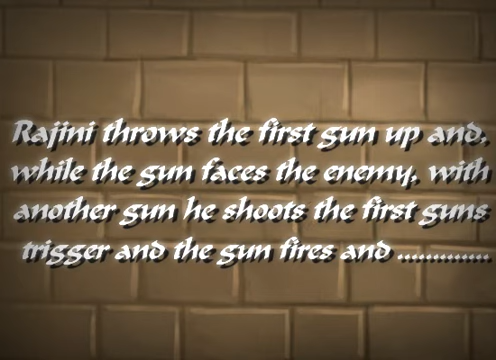 Rajini throws the first gun up and,
while the gun faces the enemy, with
another gun he shoots the first guns
trigger and the gun fires and ..............